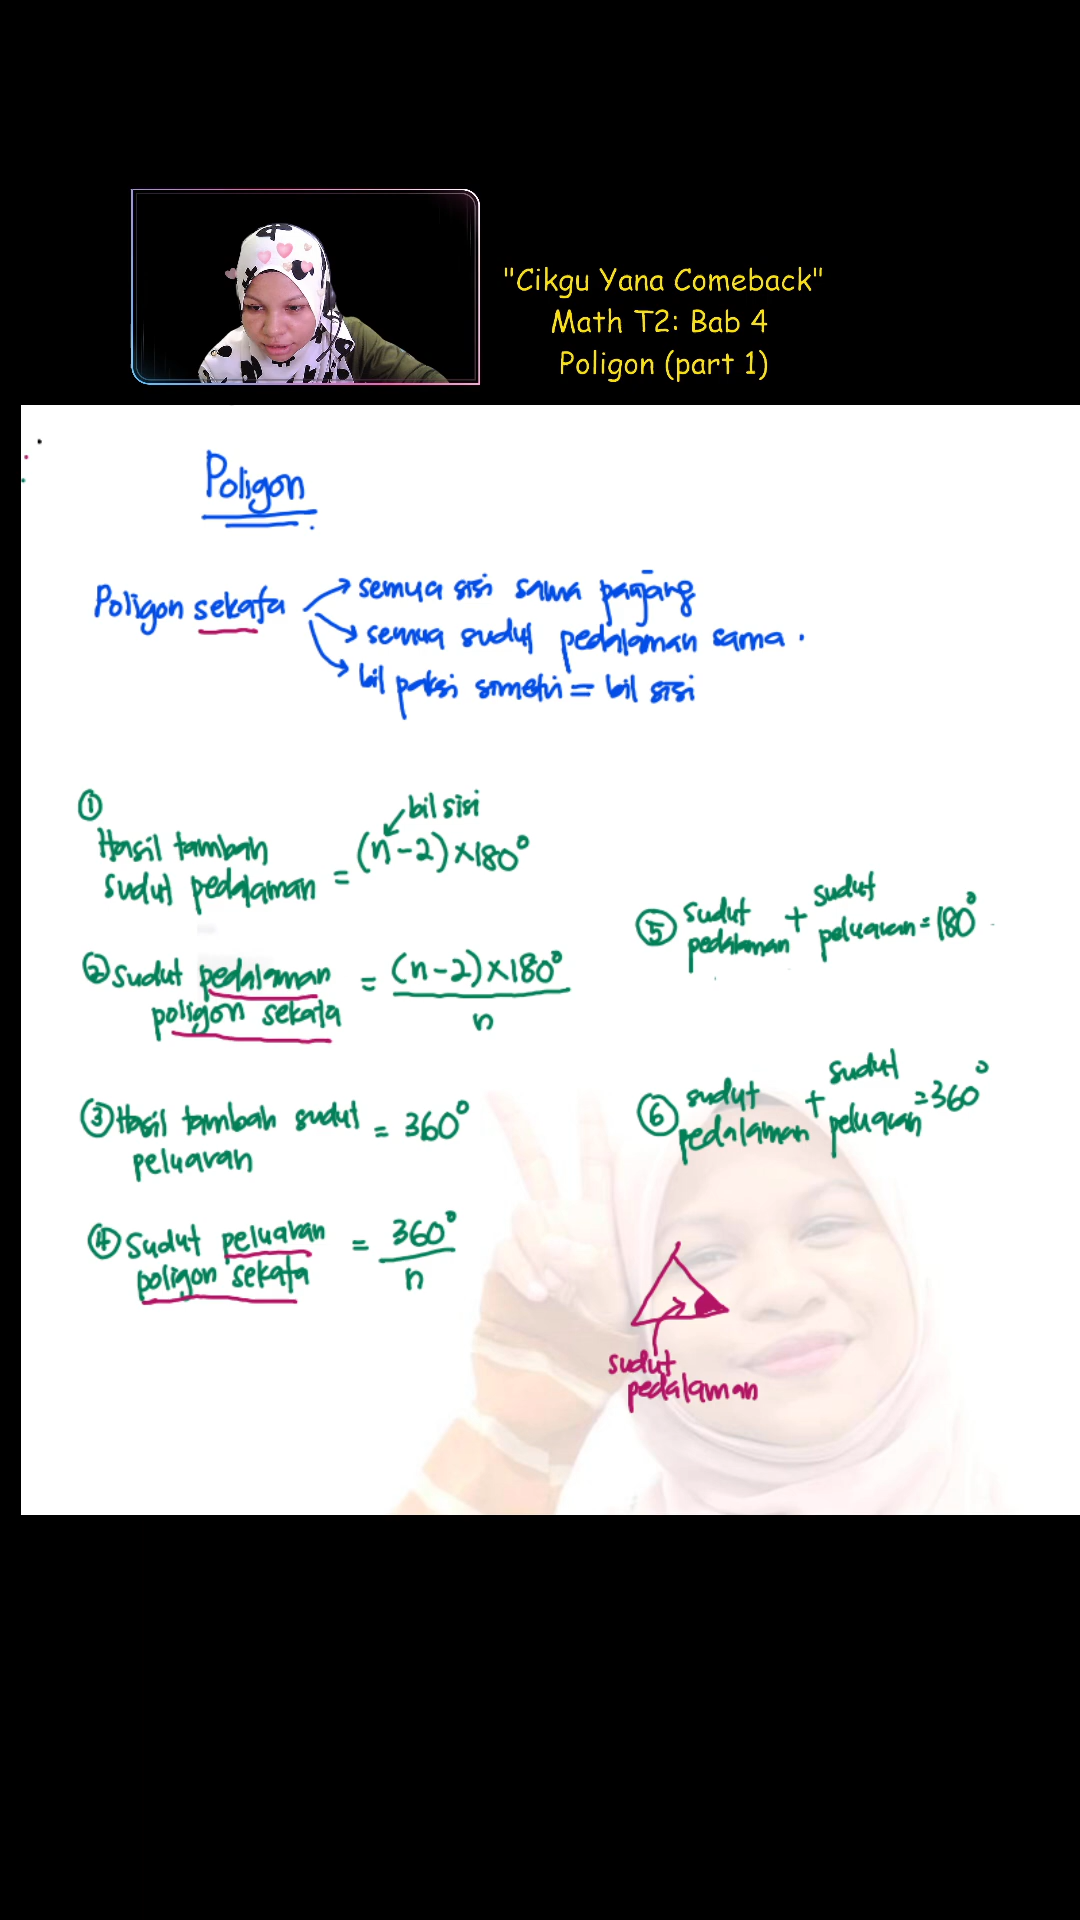 "Cikgu Yana Comeback"
Math T2: Bab 4
Poligon (part 1)
Poligon
Poligon sekata
semua sisi sama panjang
semua sudut pedalaman sama.
bil paksi simetri = bil sisi
①
bil sisi
Hasil tambah
sudut pedalaman = (n-2)×180°
② Sudut pedalaman
poligon sekata = (n-2)×180°
n
③ Hasil tambah sudut
peluaran = 360°
④ Sudut peluaran
poligon sekata = 360°
n
⑤ sudut
pedalaman + sudut
peluaran = 180°
⑥ sudut
pedalaman + sudut
peluaran = 360°
sudut
pedalaman